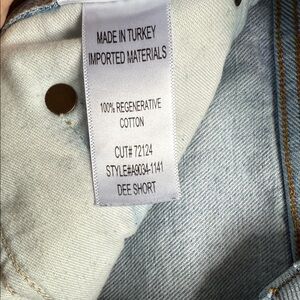 MADE IN TURKEY
IMPORTED MATERIALS
100% REGENERATIVE
COTTON
CUT# 72124
STYLE#A9034-1141
DEE SHORT